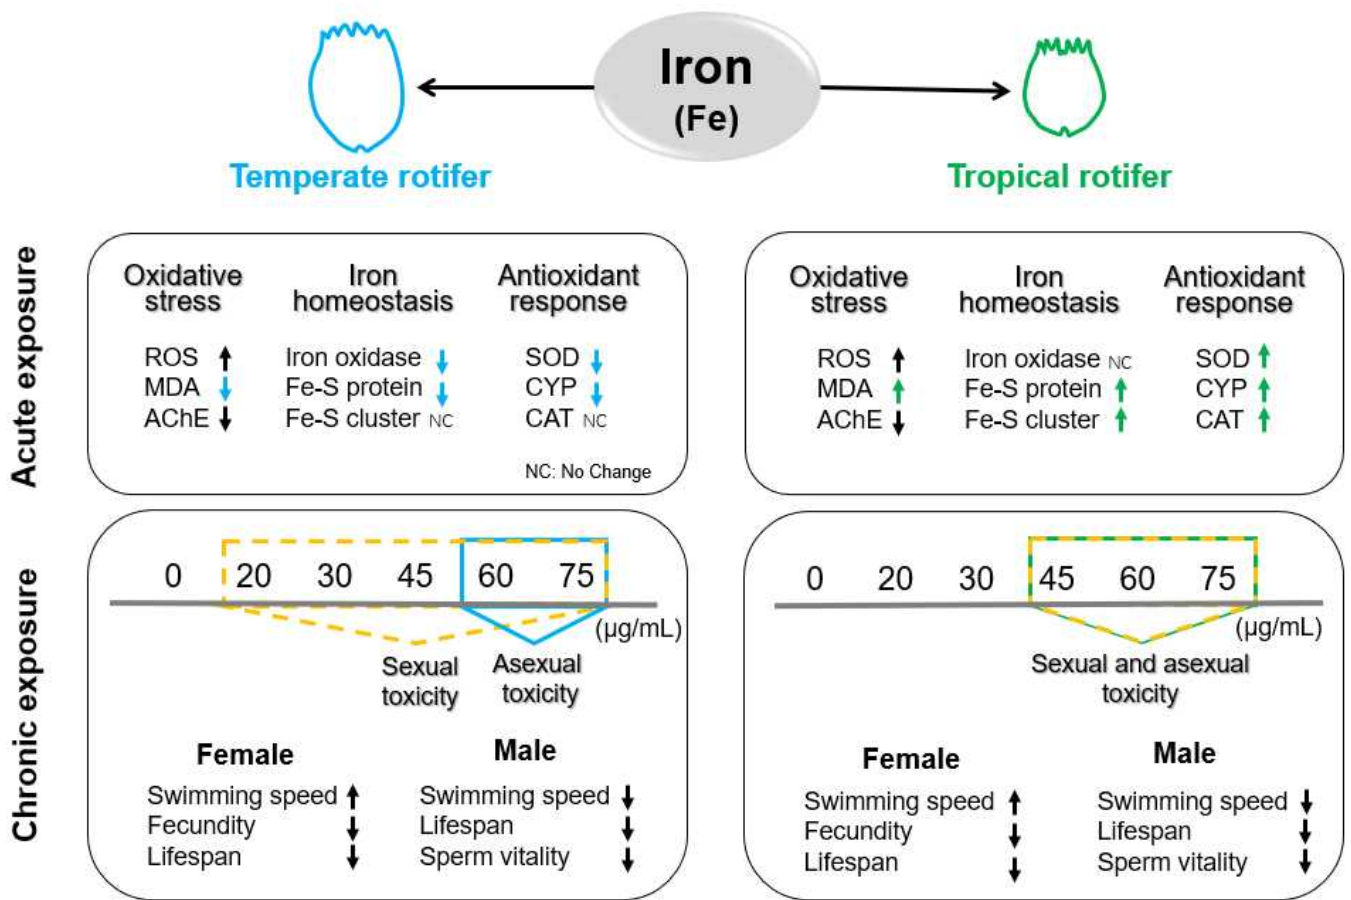 Iron
(Fe)
Temperate rotifer
Tropical rotifer
Acute exposure
Oxidative
stress
ROS
MDA
AChE
Iron
homeostasis
Iron oxidase
Fe-S protein
Fe-S cluster NC
Antioxidant
response
SOD
CYP
CAT NC
NC: No Change
Oxidative
stress
ROS
MDA
AChE
Iron
homeostasis
Iron oxidase NC
Fe-S protein
Fe-S cluster
Antioxidant
response
SOD
CYP
CAT
Chronic exposure
0 20 30 45 60 75
(µg/mL)
Sexual
toxicity
Asexual
toxicity
Female
Swimming speed
Fecundity
Lifespan
Male
Swimming speed
Lifespan
Sperm vitality
0 20 30 45 60 75
(µg/mL)
Sexual and asexual
toxicity
Female
Swimming speed
Fecundity
Lifespan
Male
Swimming speed
Lifespan
Sperm vitality